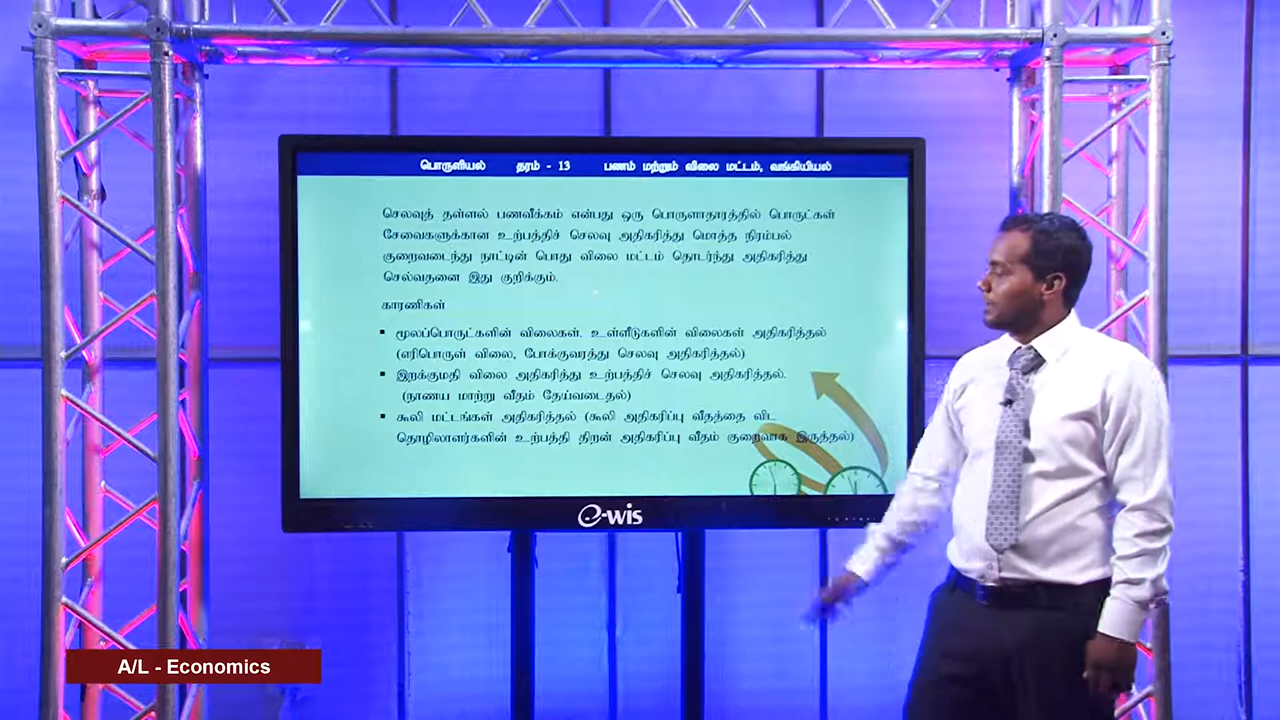 பொருளியல் தரம் - 13 பணம் மற்றும் விலை மட்டம், வங்கியியல்
செலவுத் தள்ளல் பணவீக்கம் என்பது ஒரு பொருளாதாரத்தில் பொருட்கள்
சேவைகளுக்கான உற்பத்திச் செலவு அதிகரித்து மொத்த நிரம்பல்
குறைவடைந்து நாட்டின் பொது விலை மட்டம் தொடர்ந்து அதிகரித்து
செல்வதனை இது குறிக்கும்.
காரணிகள்
▪ மூலப்பொருட்களின் விலைகள். உள்ளீடுகளின் விலைகள் அதிகரித்தல்
(எரிபொருள் விலை, போக்குவரத்து செலவு அதிகரித்தல்)
▪ இறக்குமதி விலை அதிகரித்து உற்பத்திச் செலவு அதிகரித்தல்.
(நாணய மாற்று வீதம் தேய்வடைதல்)
▪ கூலி மட்டங்கள் அதிகரித்தல் (கூலி அதிகரிப்பு வீதத்தை விட
தொழிலாளர்களின் உற்பத்தி திறன் அதிகரிப்பு வீதம் குறைவாக இருத்தல்)
e-wis
A/L - Economics